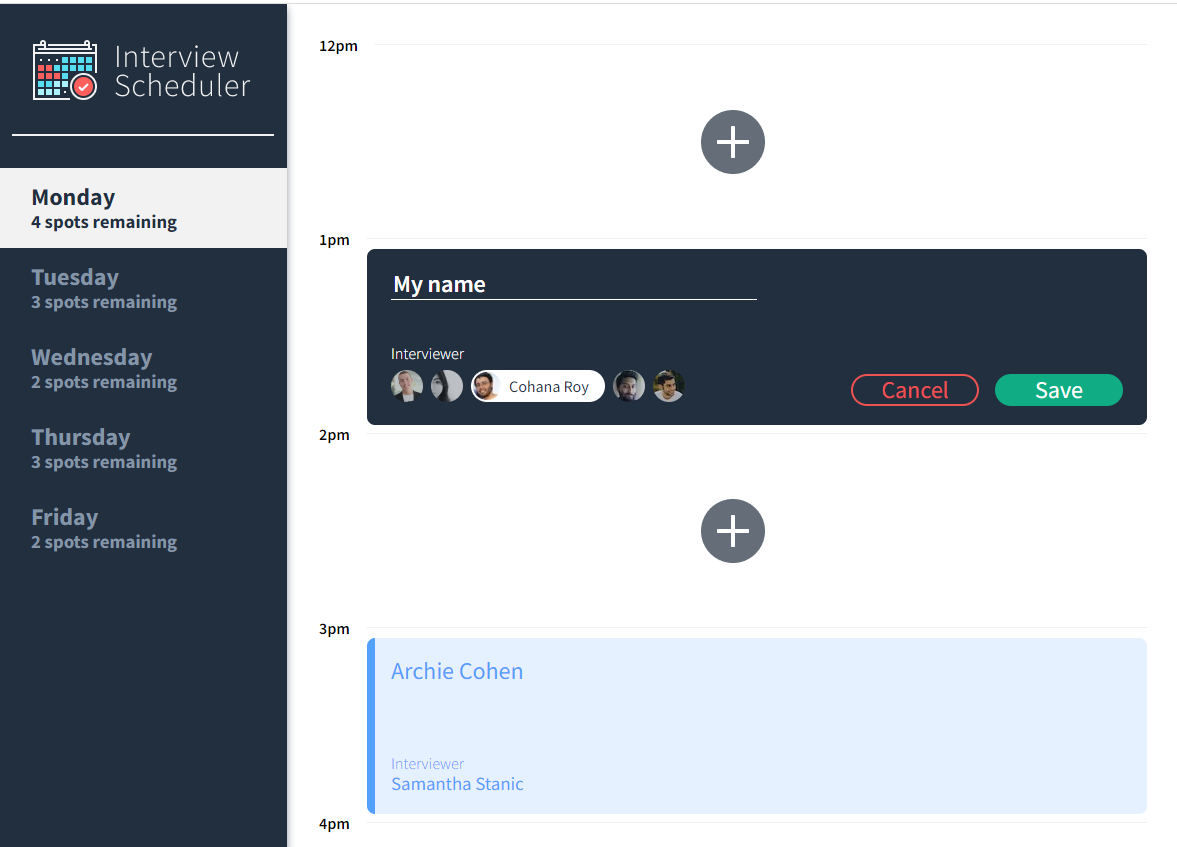 Interview
Scheduler
Monday
4 spots remaining
Tuesday
3 spots remaining
Wednesday
2 spots remaining
Thursday
3 spots remaining
Friday
2 spots remaining
12pm
1pm
My name
Interviewer
Cohana Roy
Cancel
Save
2pm
3pm
Archie Cohen
Interviewer
Samantha Stanic
4pm